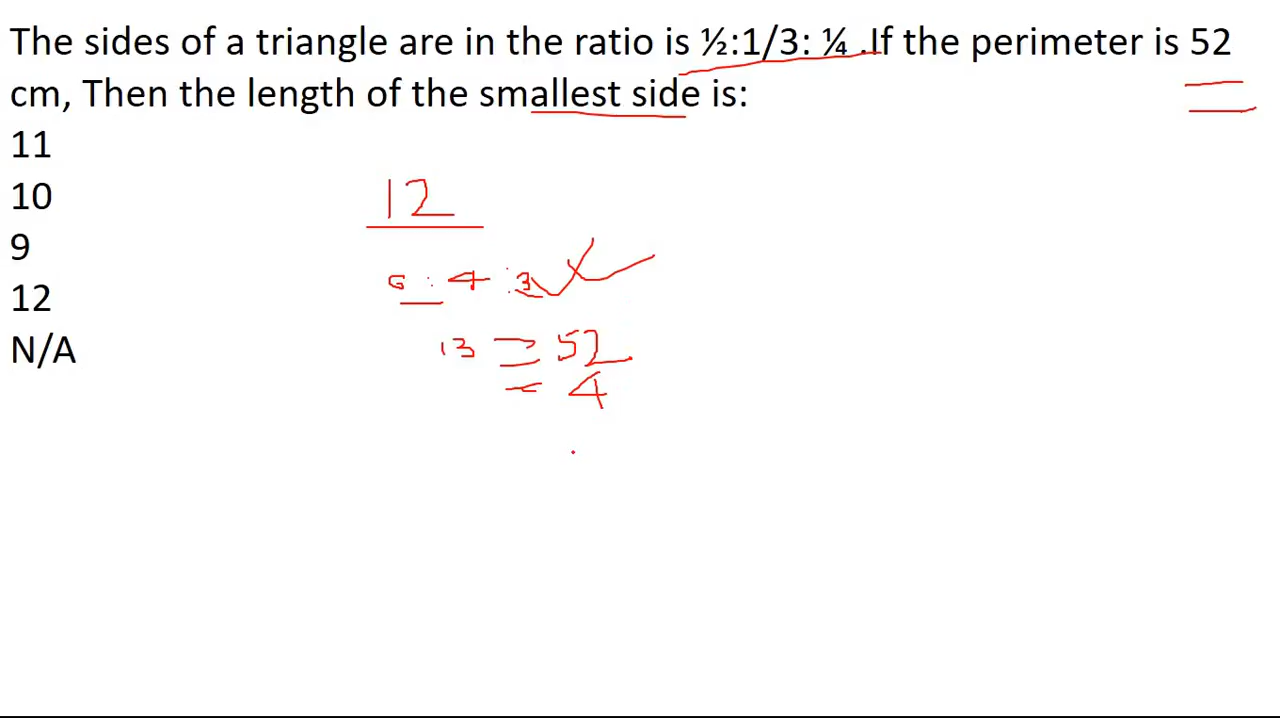 The sides of a triangle are in the ratio is ½:1/3: ¼ .If the perimeter is 52
cm, Then the length of the smallest side is:
11
10
9
12
N/A
12
6 : 4 : 3
13 = 52
= 4